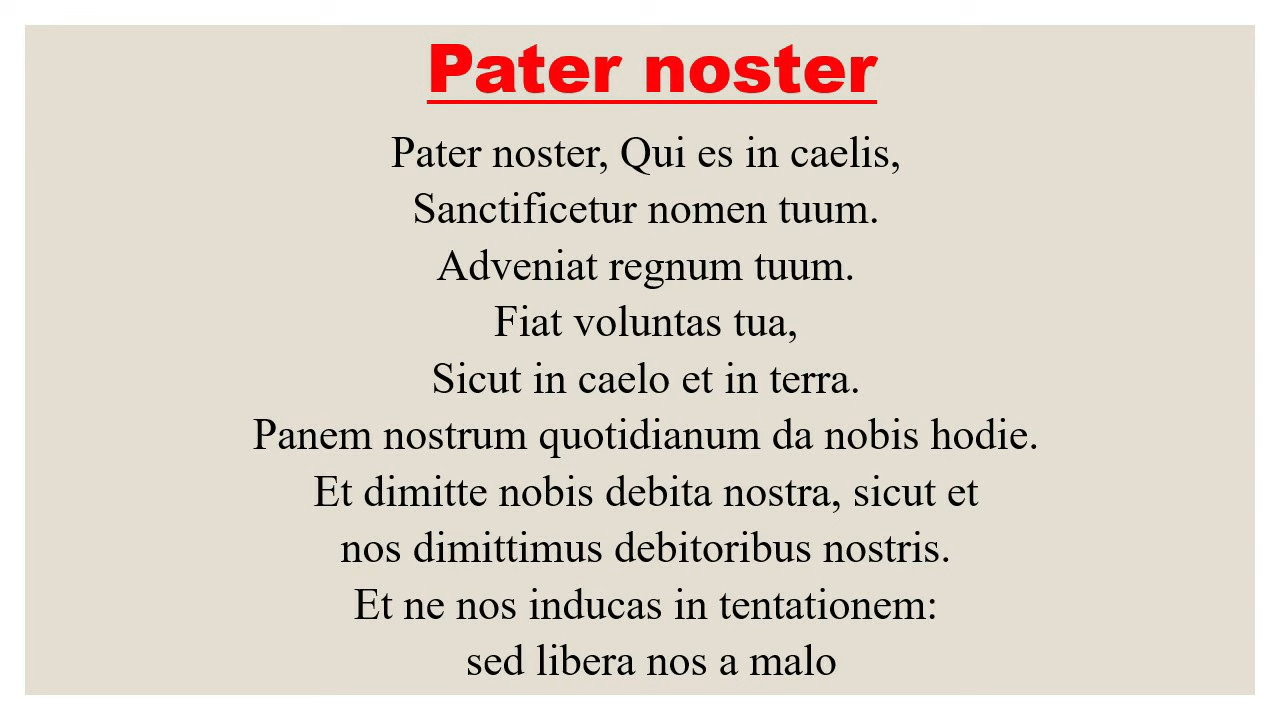 Pater noster
Pater noster, Qui es in caelis,
Sanctificetur nomen tuum.
Adveniat regnum tuum.
Fiat voluntas tua,
Sicut in caelo et in terra.
Panem nostrum quotidianum da nobis hodie.
Et dimitte nobis debita nostra, sicut et
nos dimittimus debitoribus nostris.
Et ne nos inducas in tentationem:
sed libera nos a malo